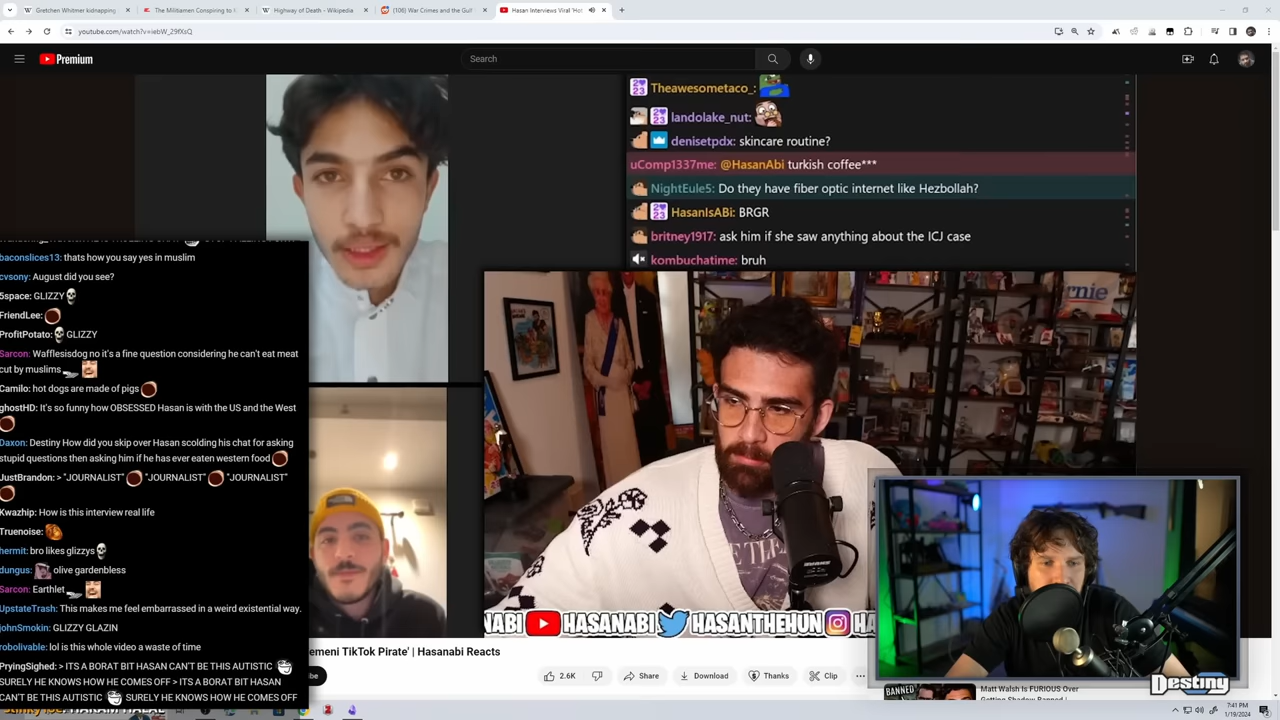 Gretchen Whitmer kidnapping
The Militiamen Conspiring to
Highway of Death - Wikipedia
(106) War Crimes and the Gulf
Hasan Interviews Viral 'Hot
youtube.com/watch?v=iebW_29fXsQ
Premium
Search
Theawesometaco_:
landolake_nut:
denisetpdx: skincare routine?
uComp1337me: @HasanAbi turkish coffee***
NightEule5: Do they have fiber optic internet like Hezbollah?
HasanIsABi: BRGR
britney1917: ask him if she saw anything about the ICJ case
kombuchatime: bruh
baconslices13: thats how you say yes in muslim
cvsony: August did you see?
5space: GLIZZY
FriendLee:
ProfitPotato: GLIZZY
Sarcon: Wafflesisdog no it's a fine question considering he can't eat meat
cut by muslims
Camilo: hot dogs are made of pigs
ghostHD: It's so funny how OBSESSED Hasan is with the US and the West
Daxon: Destiny How did you skip over Hasan scolding his chat for asking
stupid questions then asking him if he has ever eaten western food
JustBrandon: > "JOURNALIST" "JOURNALIST" "JOURNALIST"
Kwazhip: How is this interview real life
Truenoise:
hermit: bro likes glizzys
dungus: olive gardenbless
Sarcon: Earthlet
UpstateTrash: This makes me feel embarrassed in a weird existential way.
johnSmokin: GLIZZY GLAZIN
robolivable: lol is this whole video a waste of time
PryingSighed: > ITS A BORAT BIT HASAN CAN'T BE THIS AUTISTIC
SURELY HE KNOWS HOW HE COMES OFF > ITS A BORAT BIT HASAN
CAN'T BE THIS AUTISTIC SURELY HE KNOWS HOW HE COMES OFF
ernie
NABI HASANABI HASANTHEHUN HA
emeni TikTok Pirate' | Hasanabi Reacts
be
2.6K
Share
Download
Thanks
Clip
BANNED
Matt Walsh is FURIOUS Over
Destiny
7:41 PM
1/19/2024